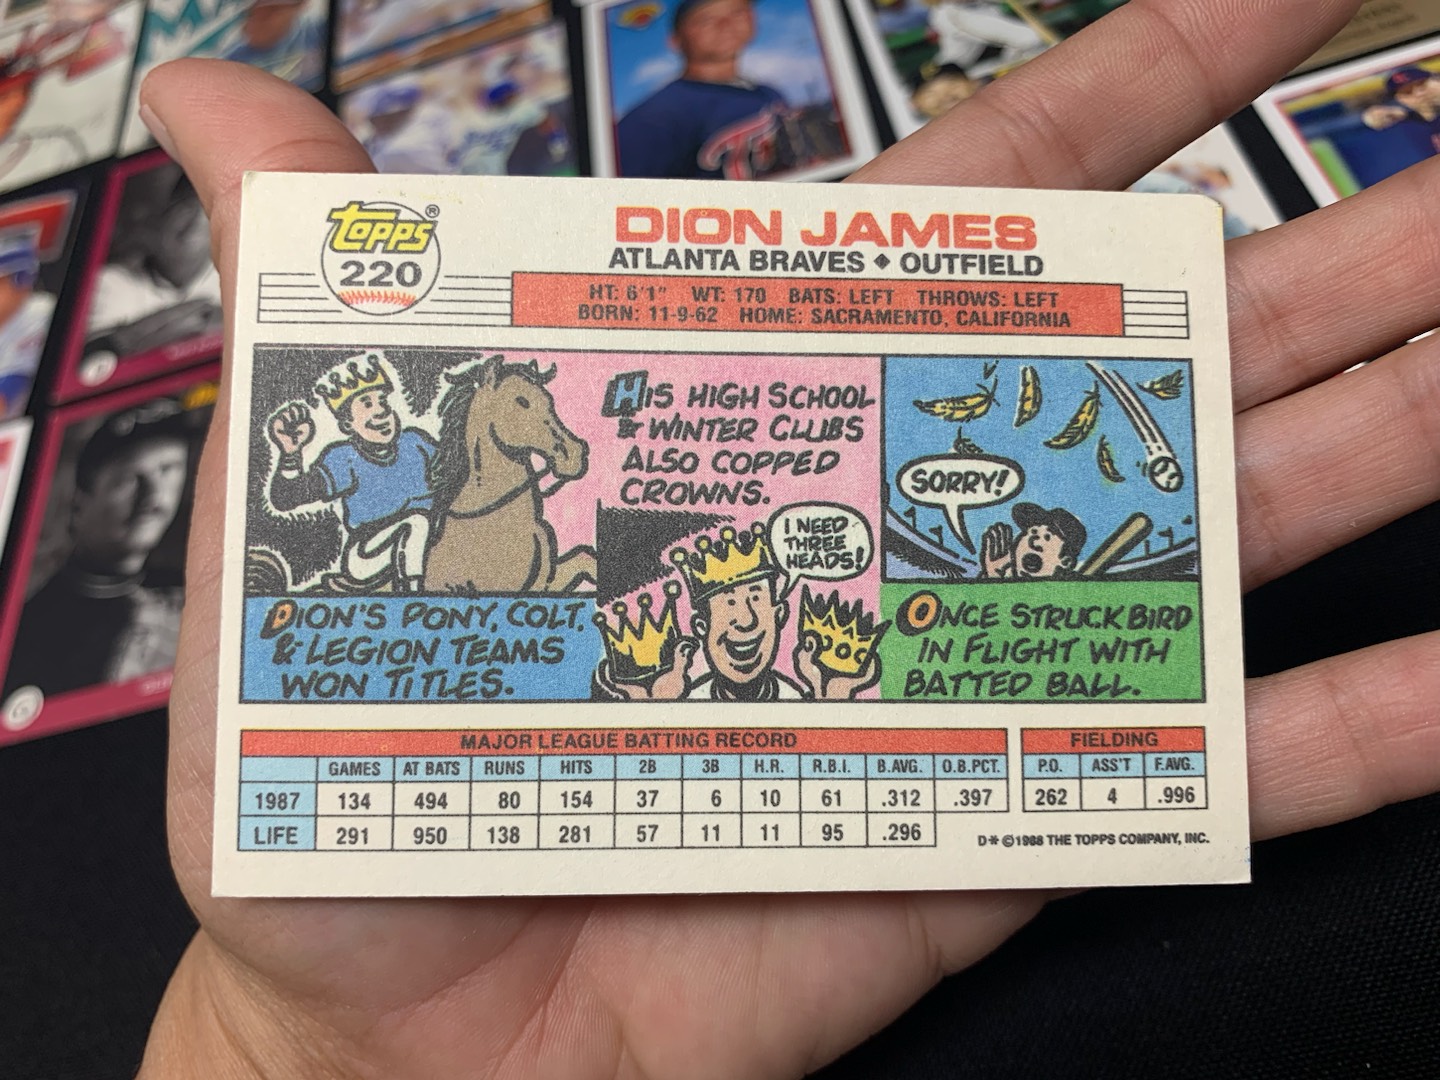 Topps®
220
DION JAMES
ATLANTA BRAVES ◆ OUTFIELD
HT: 6'1" WT: 170 BATS: LEFT THROWS: LEFT
BORN: 11-9-62 HOME: SACRAMENTO, CALIFORNIA
DION'S PONY, COLT,
& LEGION TEAMS
WON TITLES.
HIS HIGH SCHOOL
& WINTER CLUBS
ALSO COPPED
CROWNS.
I NEED
THREE
HEADS!
SORRY!
ONCE STRUCK BIRD
IN FLIGHT WITH
BATTED BALL.
MAJOR LEAGUE BATTING RECORD
GAMES AT BATS RUNS HITS 2B 3B H.R. R.B.I. B.AVG. O.B.PCT.
1987 134 494 80 154 37 6 10 61 .312 .397
LIFE 291 950 138 281 57 11 11 95 .296
FIELDING
P.O. ASS'T F.AVG.
262 4 .996
D* ©1988 THE TOPPS COMPANY, INC.